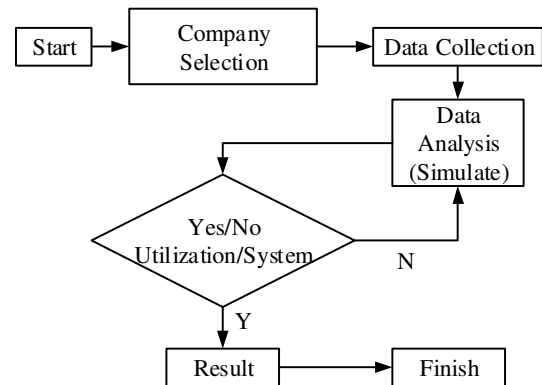 Start
Company
Selection
Data Collection
Data
Analysis
(Simulate)
Yes/No
Utilization/System
N
Y
Result
Finish